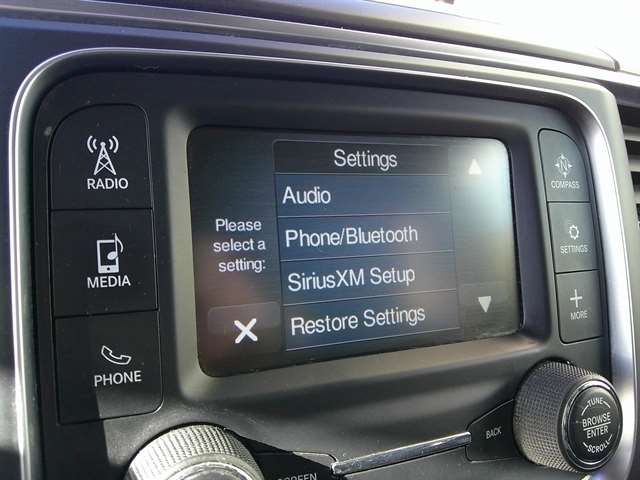 RADIO
MEDIA
PHONE
Settings
Please
select a
setting:
Audio
Phone/Bluetooth
SiriusXM Setup
Restore Settings
X
N
COMPASS
SETTINGS
+
MORE
SCREEN
BACK
TUNE
BROWSE
ENTER
SCROLL